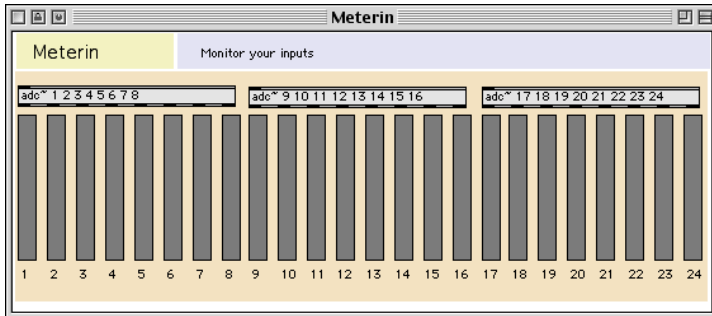 Meterin
Meterin
Monitor your inputs
adc~ 1 2 3 4 5 6 7 8
adc~ 9 10 11 12 13 14 15 16
adc~ 17 18 19 20 21 22 23 24
1 2 3 4 5 6 7 8 9 10 11 12 13 14 15 16 17 18 19 20 21 22 23 24